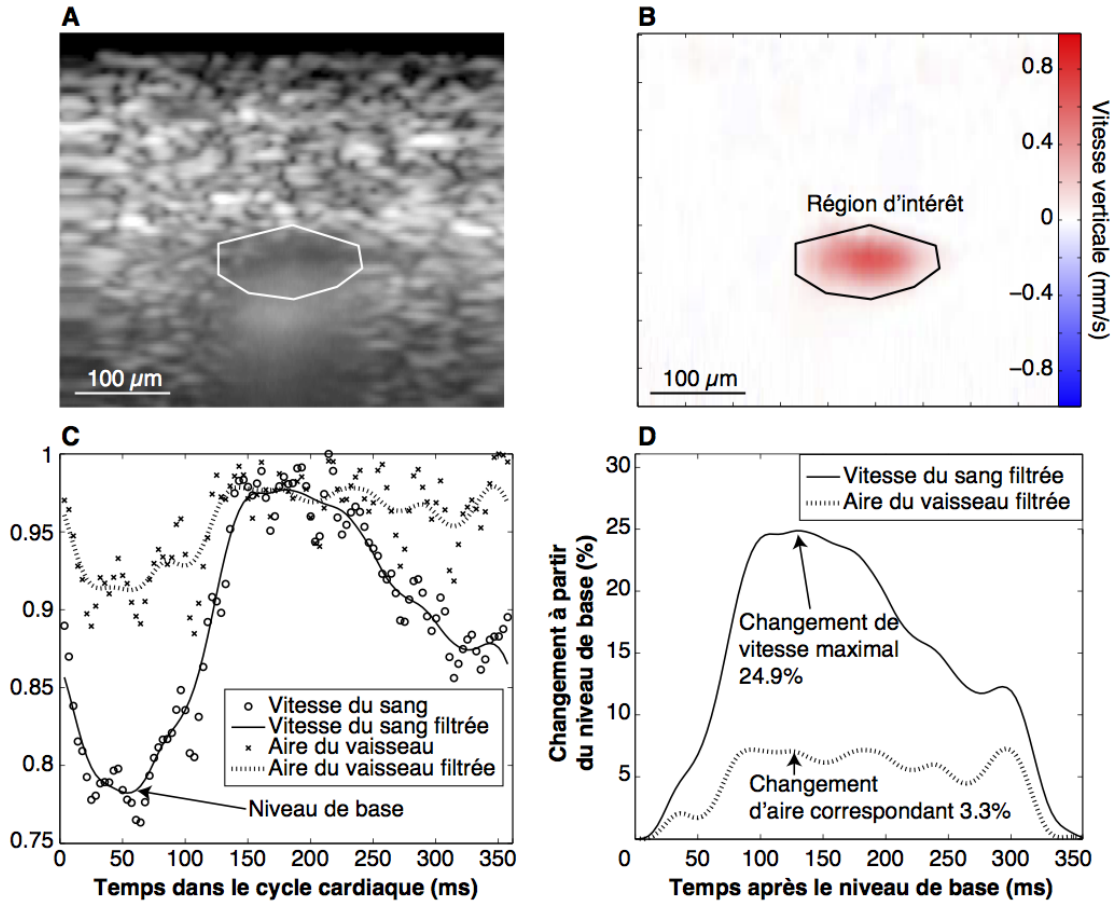 A
100 µm
B
Région d'intérêt
100 µm
0.8
0.4
0
–0.4
–0.8
Vitesse verticale (mm/s)
C
1
0.95
0.9
0.85
0.8
0.75
Vitesse du sang
Vitesse du sang filtrée
Aire du vaisseau
Aire du vaisseau filtrée
Niveau de base
0 50 100 150 200 250 300 350
Temps dans le cycle cardiaque (ms)
D
Changement à partir
du niveau de base (%)
30
25
20
15
10
5
Vitesse du sang filtrée
Aire du vaisseau filtrée
Changement de
vitesse maximal
24.9%
Changement
d'aire correspondant 3.3%
0 50 100 150 200 250 300 350
Temps après le niveau de base (ms)